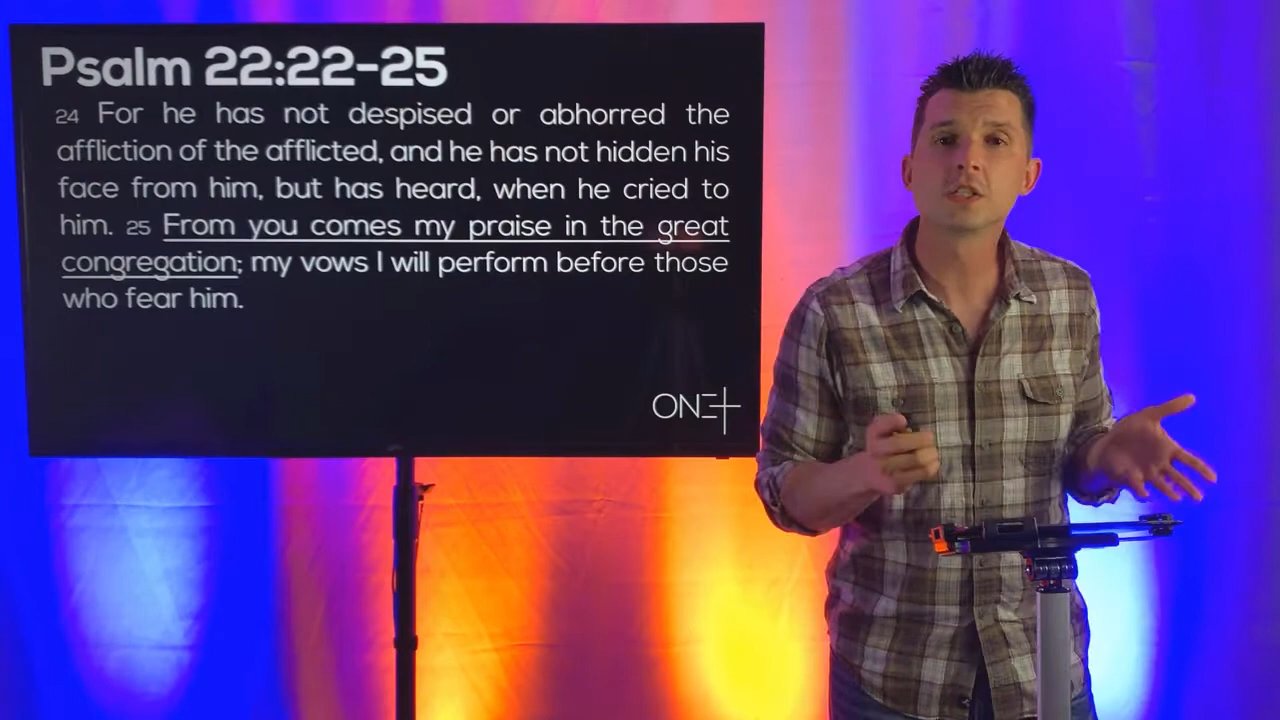 Psalm 22:22-25
24 For he has not despised or abhorred the
affliction of the afflicted, and he has not hidden his
face from him, but has heard, when he cried to
him. 25 From you comes my praise in the great
congregation; my vows I will perform before those
who fear him.
ONE